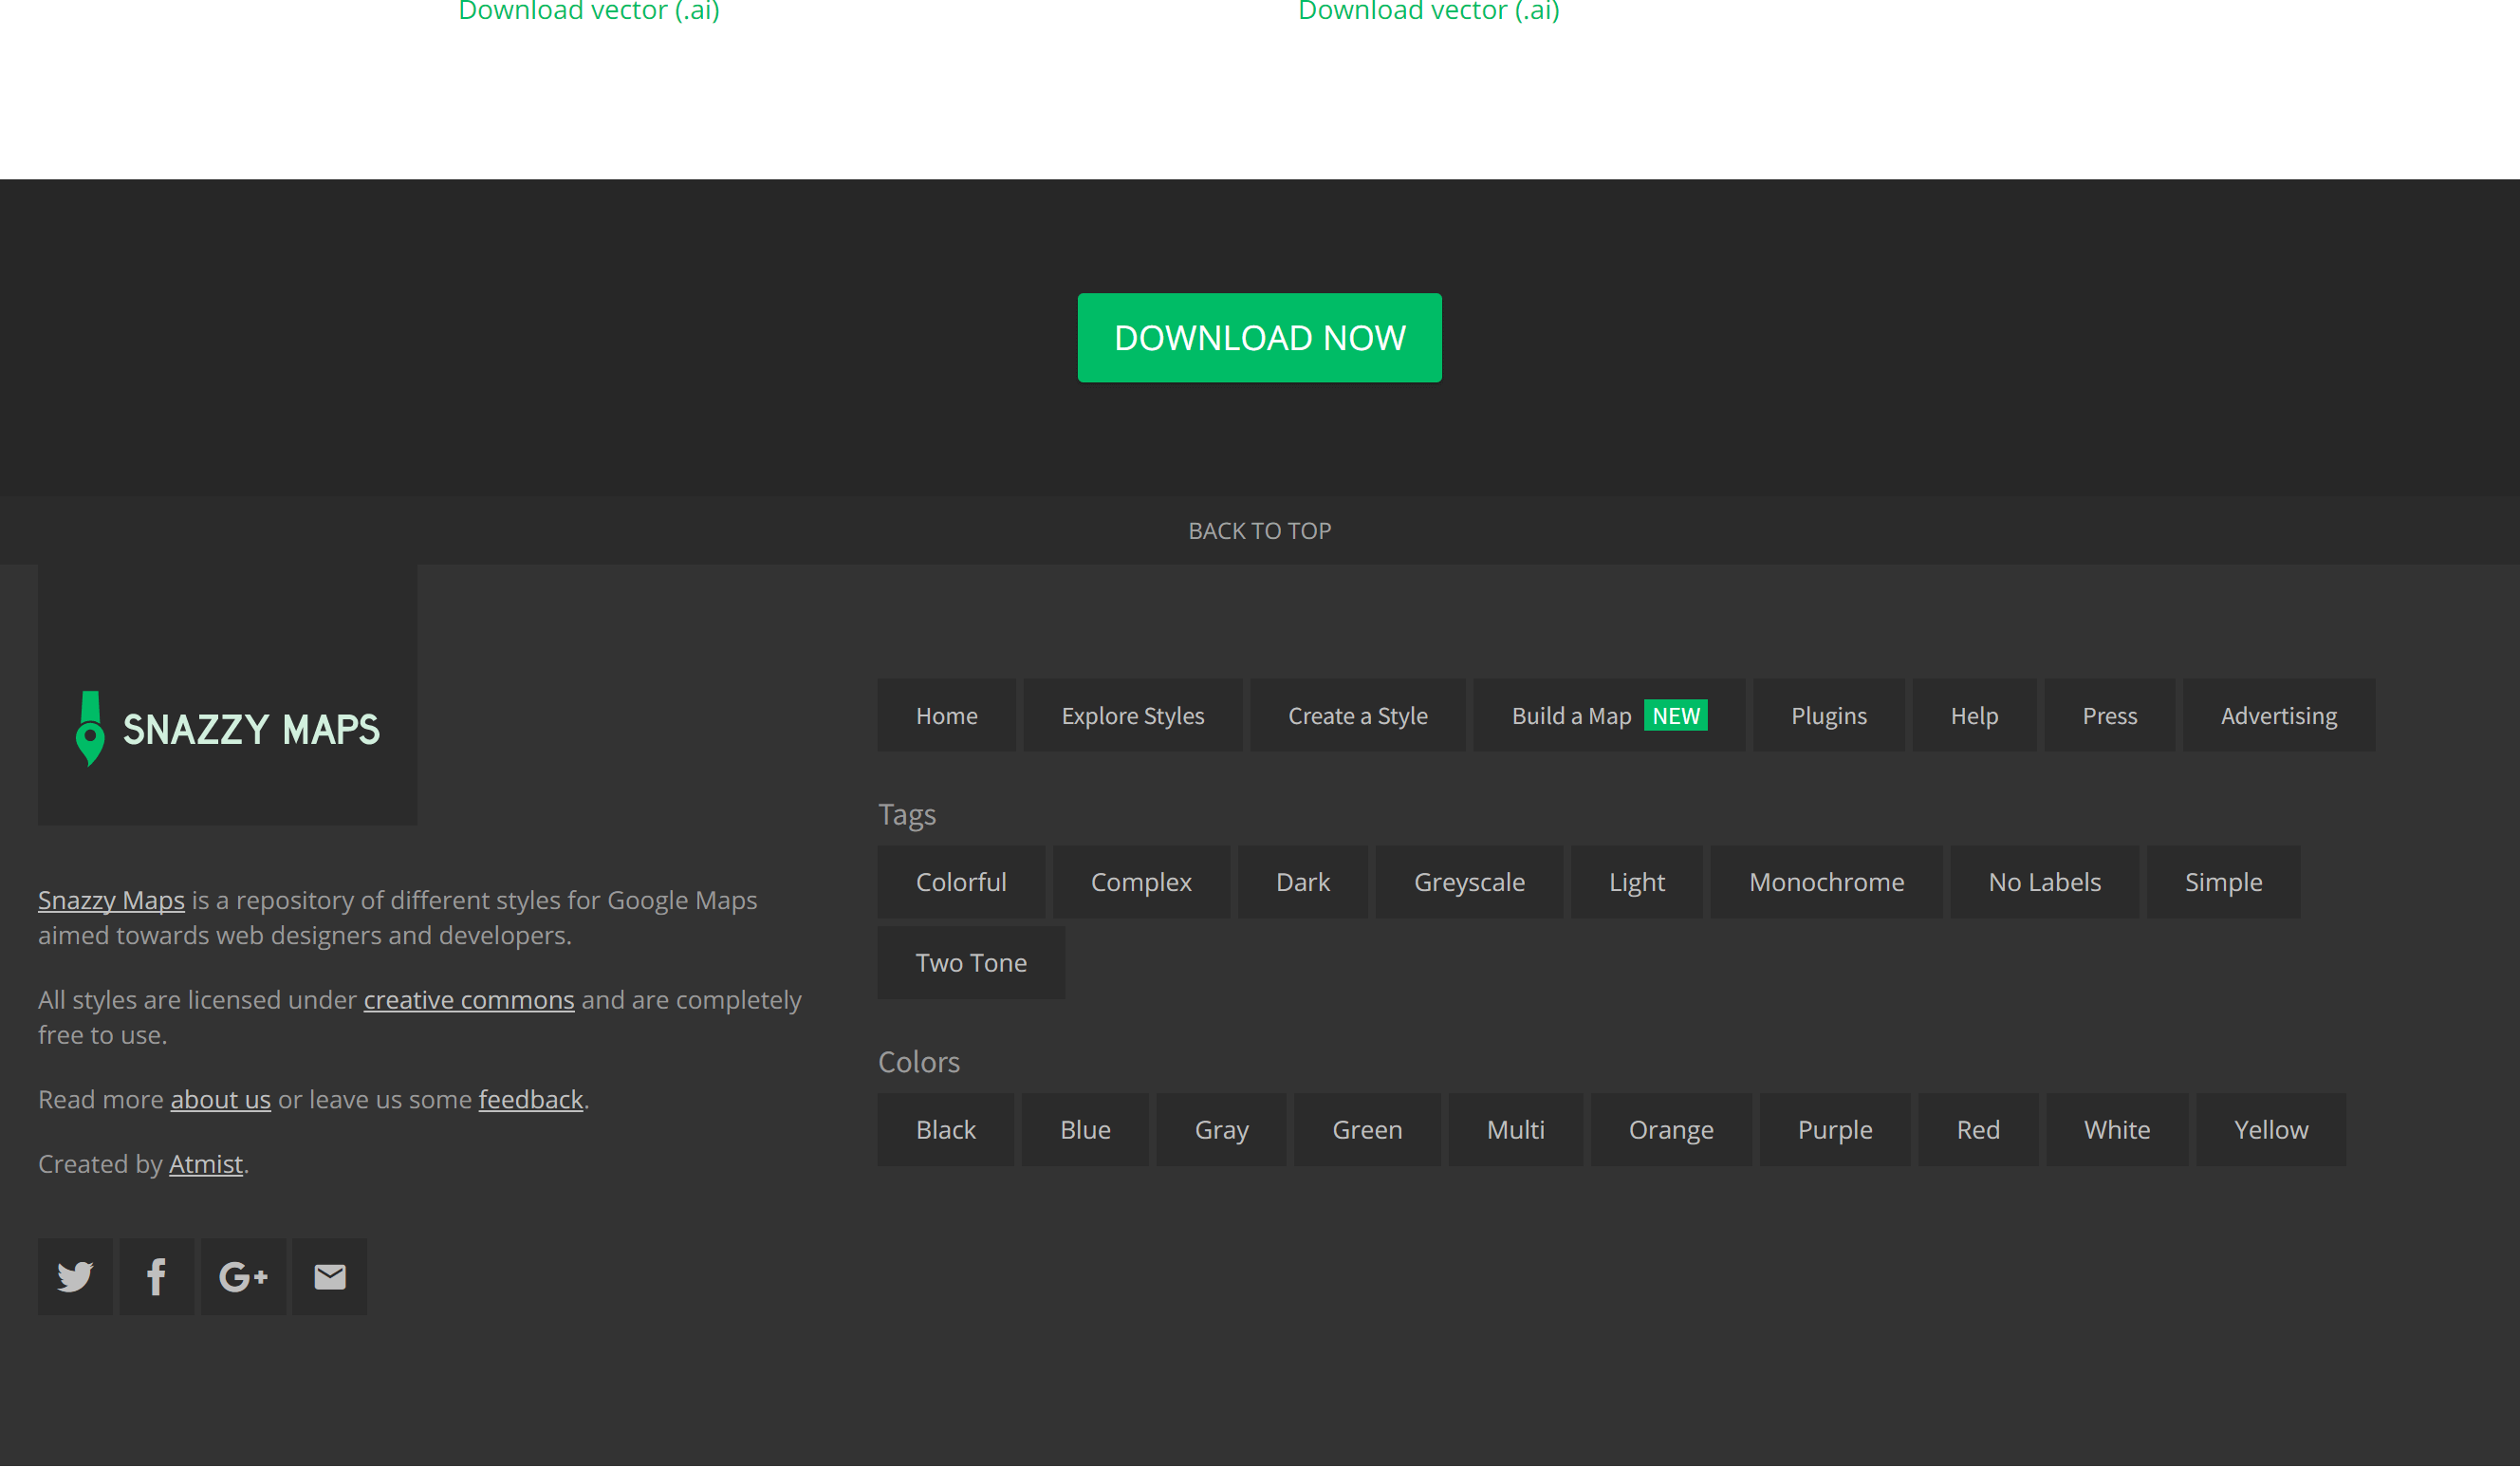 Download vector (.ai)
Download vector (.ai)
DOWNLOAD NOW
BACK TO TOP
SNAZZY MAPS
Snazzy Maps is a repository of different styles for Google Maps
aimed towards web designers and developers.
All styles are licensed under creative commons and are completely
free to use.
Read more about us or leave us some feedback.
Created by Atmist.
G+
Home
Explore Styles
Create a Style
Build a Map NEW
Plugins
Help
Press
Advertising
Tags
Colorful
Complex
Dark
Greyscale
Light
Monochrome
No Labels
Simple
Two Tone
Colors
Black
Blue
Gray
Green
Multi
Orange
Purple
Red
White
Yellow